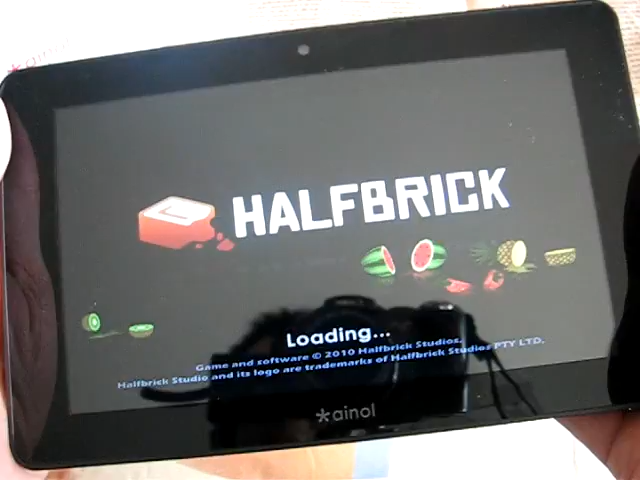 HALFBRICK
Loading...
Game and software © 2010 Halfbrick Studios.
Halfbrick Studio and its logo are trademarks of Halfbrick Studios PTY LTD.
*ainol